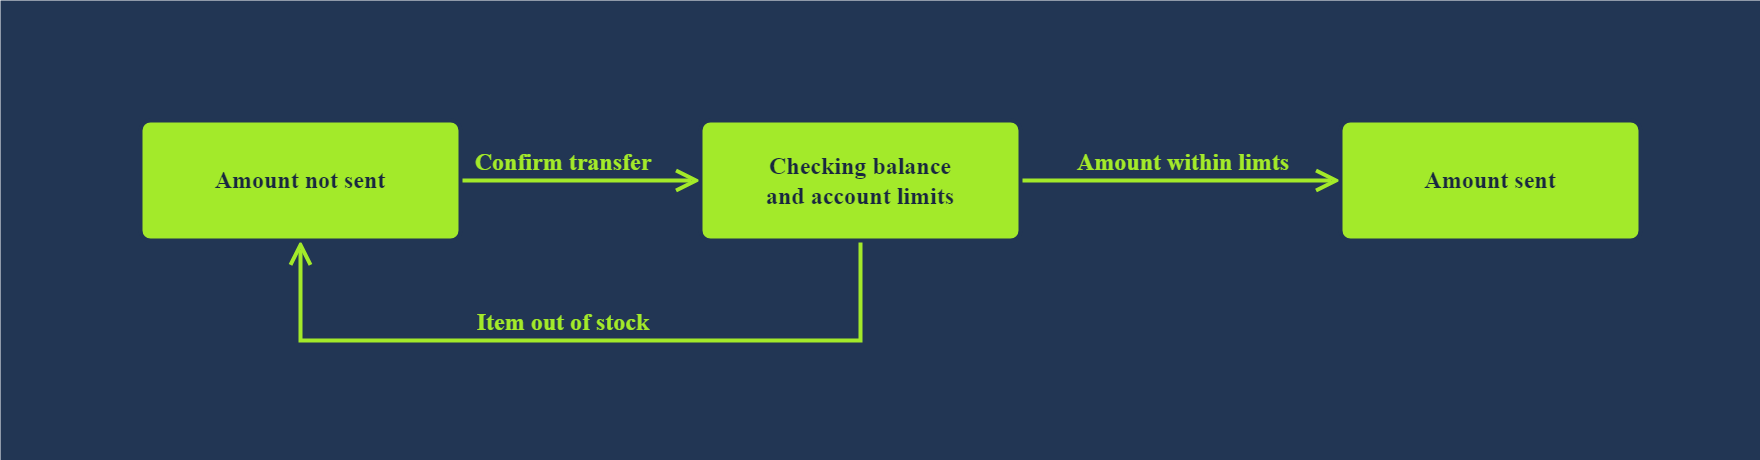 Amount not sent
Confirm transfer
Checking balance
and account limits
Amount within limts
Amount sent
Item out of stock